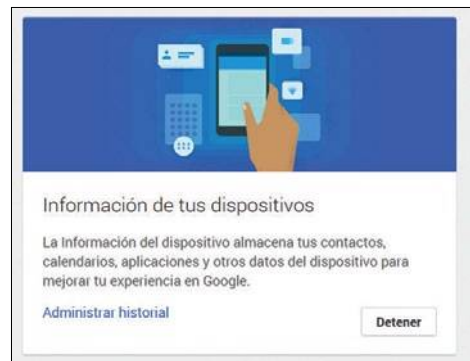 Información de tus dispositivos
La Información del dispositivo almacena tus contactos,
calendarios, aplicaciones y otros datos del dispositivo para
mejorar tu experiencia en Google.
Administrar historial
Detener